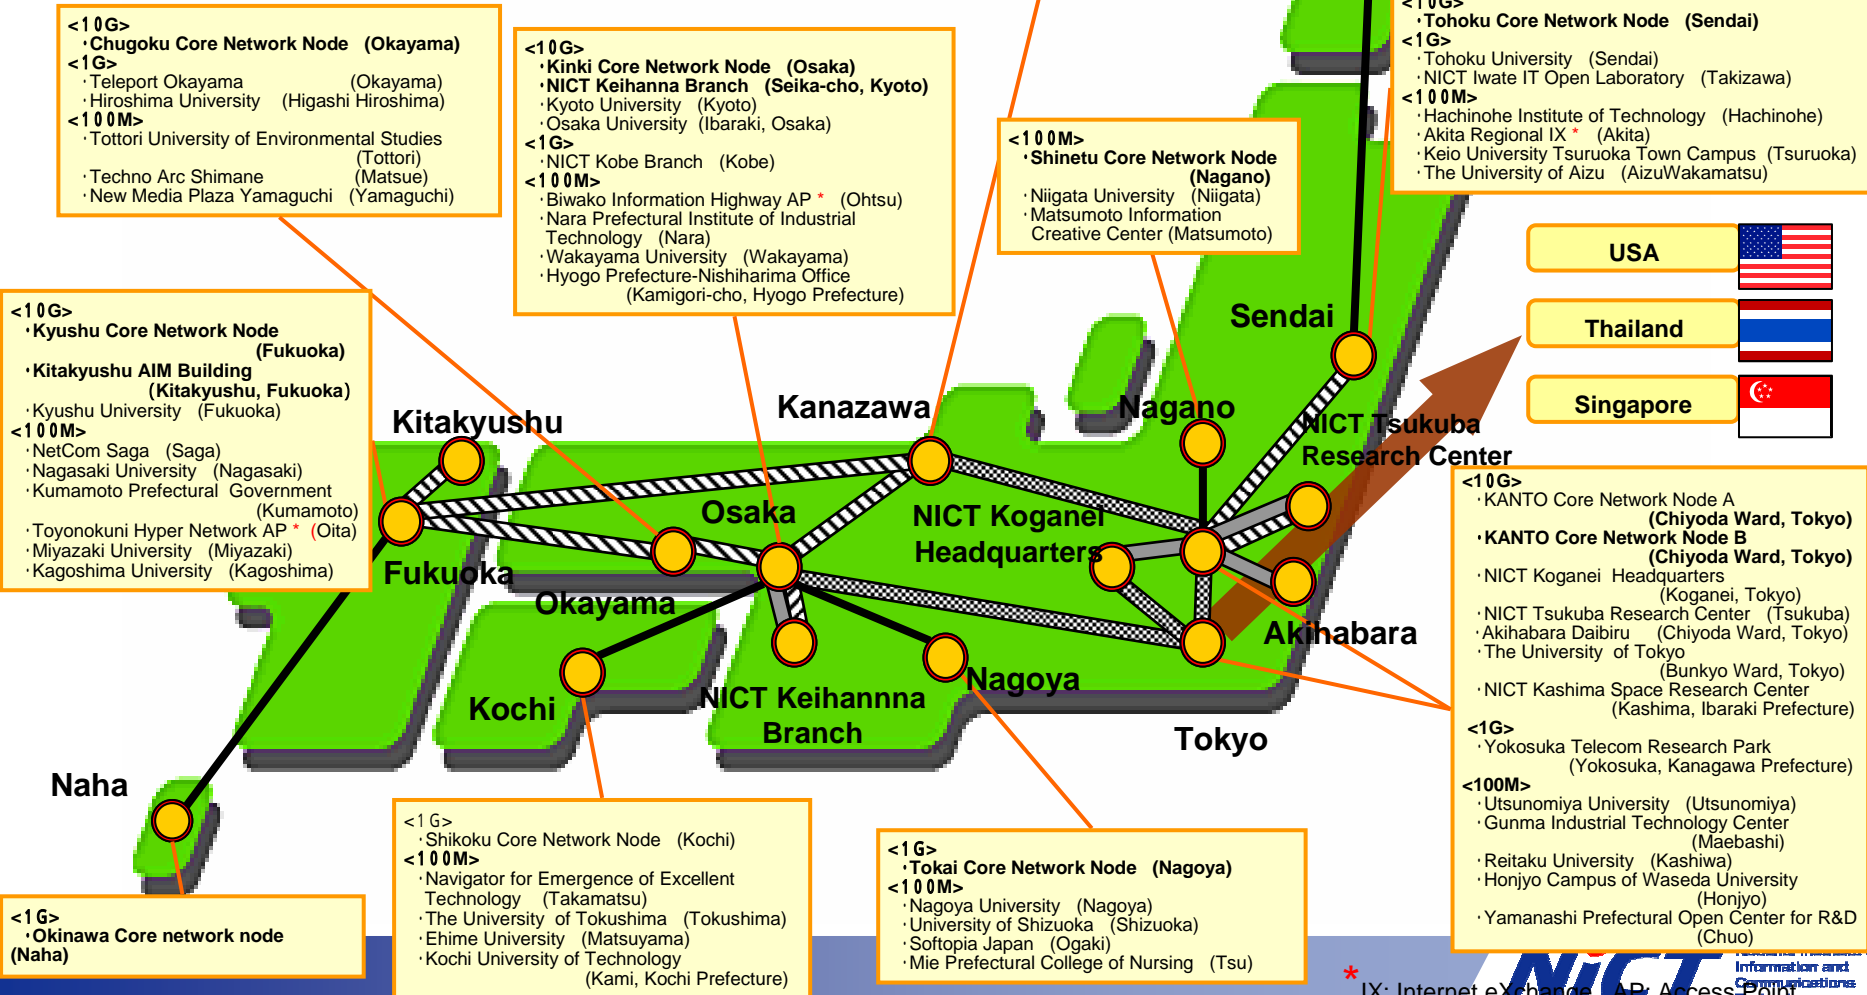 <10G>
・Chugoku Core Network Node (Okayama)
<1G>
・Teleport Okayama (Okayama)
・Hiroshima University (Higashi Hiroshima)
<100M>
・Tottori University of Environmental Studies
(Tottori)
・Techno Arc Shimane (Matsue)
・New Media Plaza Yamaguchi (Yamaguchi)
<10G>
・Kinki Core Network Node (Osaka)
・NICT Keihanna Branch (Seika-cho, Kyoto)
・Kyoto University (Kyoto)
・Osaka University (Ibaraki, Osaka)
<1G>
・NICT Kobe Branch (Kobe)
<100M>
・Biwako Information Highway AP * (Ohtsu)
・Nara Prefectural Institute of Industrial
Technology (Nara)
・Wakayama University (Wakayama)
・Hyogo Prefecture-Nishiharima Office
(Kamigori-cho, Hyogo Prefecture)
<100M>
・Shinetu Core Network Node
(Nagano)
・Niigata University (Niigata)
・Matsumoto Information
Creative Center (Matsumoto)
<10G>
・Tohoku Core Network Node (Sendai)
<1G>
・Tohoku University (Sendai)
・NICT Iwate IT Open Laboratory (Takizawa)
<100M>
・Hachinohe Institute of Technology (Hachinohe)
・Akita Regional IX * (Akita)
・Keio University Tsuruoka Town Campus (Tsuruoka)
・The University of Aizu (AizuWakamatsu)
USA
Thailand
Singapore
<10G>
・Kyushu Core Network Node
(Fukuoka)
・Kitakyushu AIM Building
(Kitakyushu, Fukuoka)
・Kyushu University (Fukuoka)
<100M>
・NetCom Saga (Saga)
・Nagasaki University (Nagasaki)
・Kumamoto Prefectural Government
(Kumamoto)
・Toyonokuni Hyper Network AP * (Oita)
・Miyazaki University (Miyazaki)
・Kagoshima University (Kagoshima)
Sendai
Kitakyushu
Kanazawa
Nagano
NICT Tsukuba
Research Center
Osaka
NICT Koganei
Headquarters
Fukuoka
Okayama
Akihabara
Kochi
NICT Keihannna
Branch
Nagoya
Tokyo
Naha
<10G>
・KANTO Core Network Node A
(Chiyoda Ward, Tokyo)
・KANTO Core Network Node B
(Chiyoda Ward, Tokyo)
・NICT Koganei Headquarters
(Koganei, Tokyo)
・NICT Tsukuba Research Center (Tsukuba)
・Akihabara Daibiru (Chiyoda Ward, Tokyo)
・The University of Tokyo
(Bunkyo Ward, Tokyo)
・NICT Kashima Space Research Center
(Kashima, Ibaraki Prefecture)
<1G>
・Yokosuka Telecom Research Park
(Yokosuka, Kanagawa Prefecture)
<100M>
・Utsunomiya University (Utsunomiya)
・Gunma Industrial Technology Center
(Maebashi)
・Reitaku University (Kashiwa)
・Honjyo Campus of Waseda University
(Honjyo)
・Yamanashi Prefectural Open Center for R&D
(Chuo)
<1G>
・Okinawa Core network node
(Naha)
<1G>
・Shikoku Core Network Node (Kochi)
<100M>
・Navigator for Emergence of Excellent
Technology (Takamatsu)
・The University of Tokushima (Tokushima)
・Ehime University (Matsuyama)
・Kochi University of Technology
(Kami, Kochi Prefecture)
<1G>
・Tokai Core Network Node (Nagoya)
<100M>
・Nagoya University (Nagoya)
・University of Shizuoka (Shizuoka)
・Softopia Japan (Ogaki)
・Mie Prefectural College of Nursing (Tsu)
*
IX: Internet eXchange AP: Access-Point
NICT
Information and
Communications